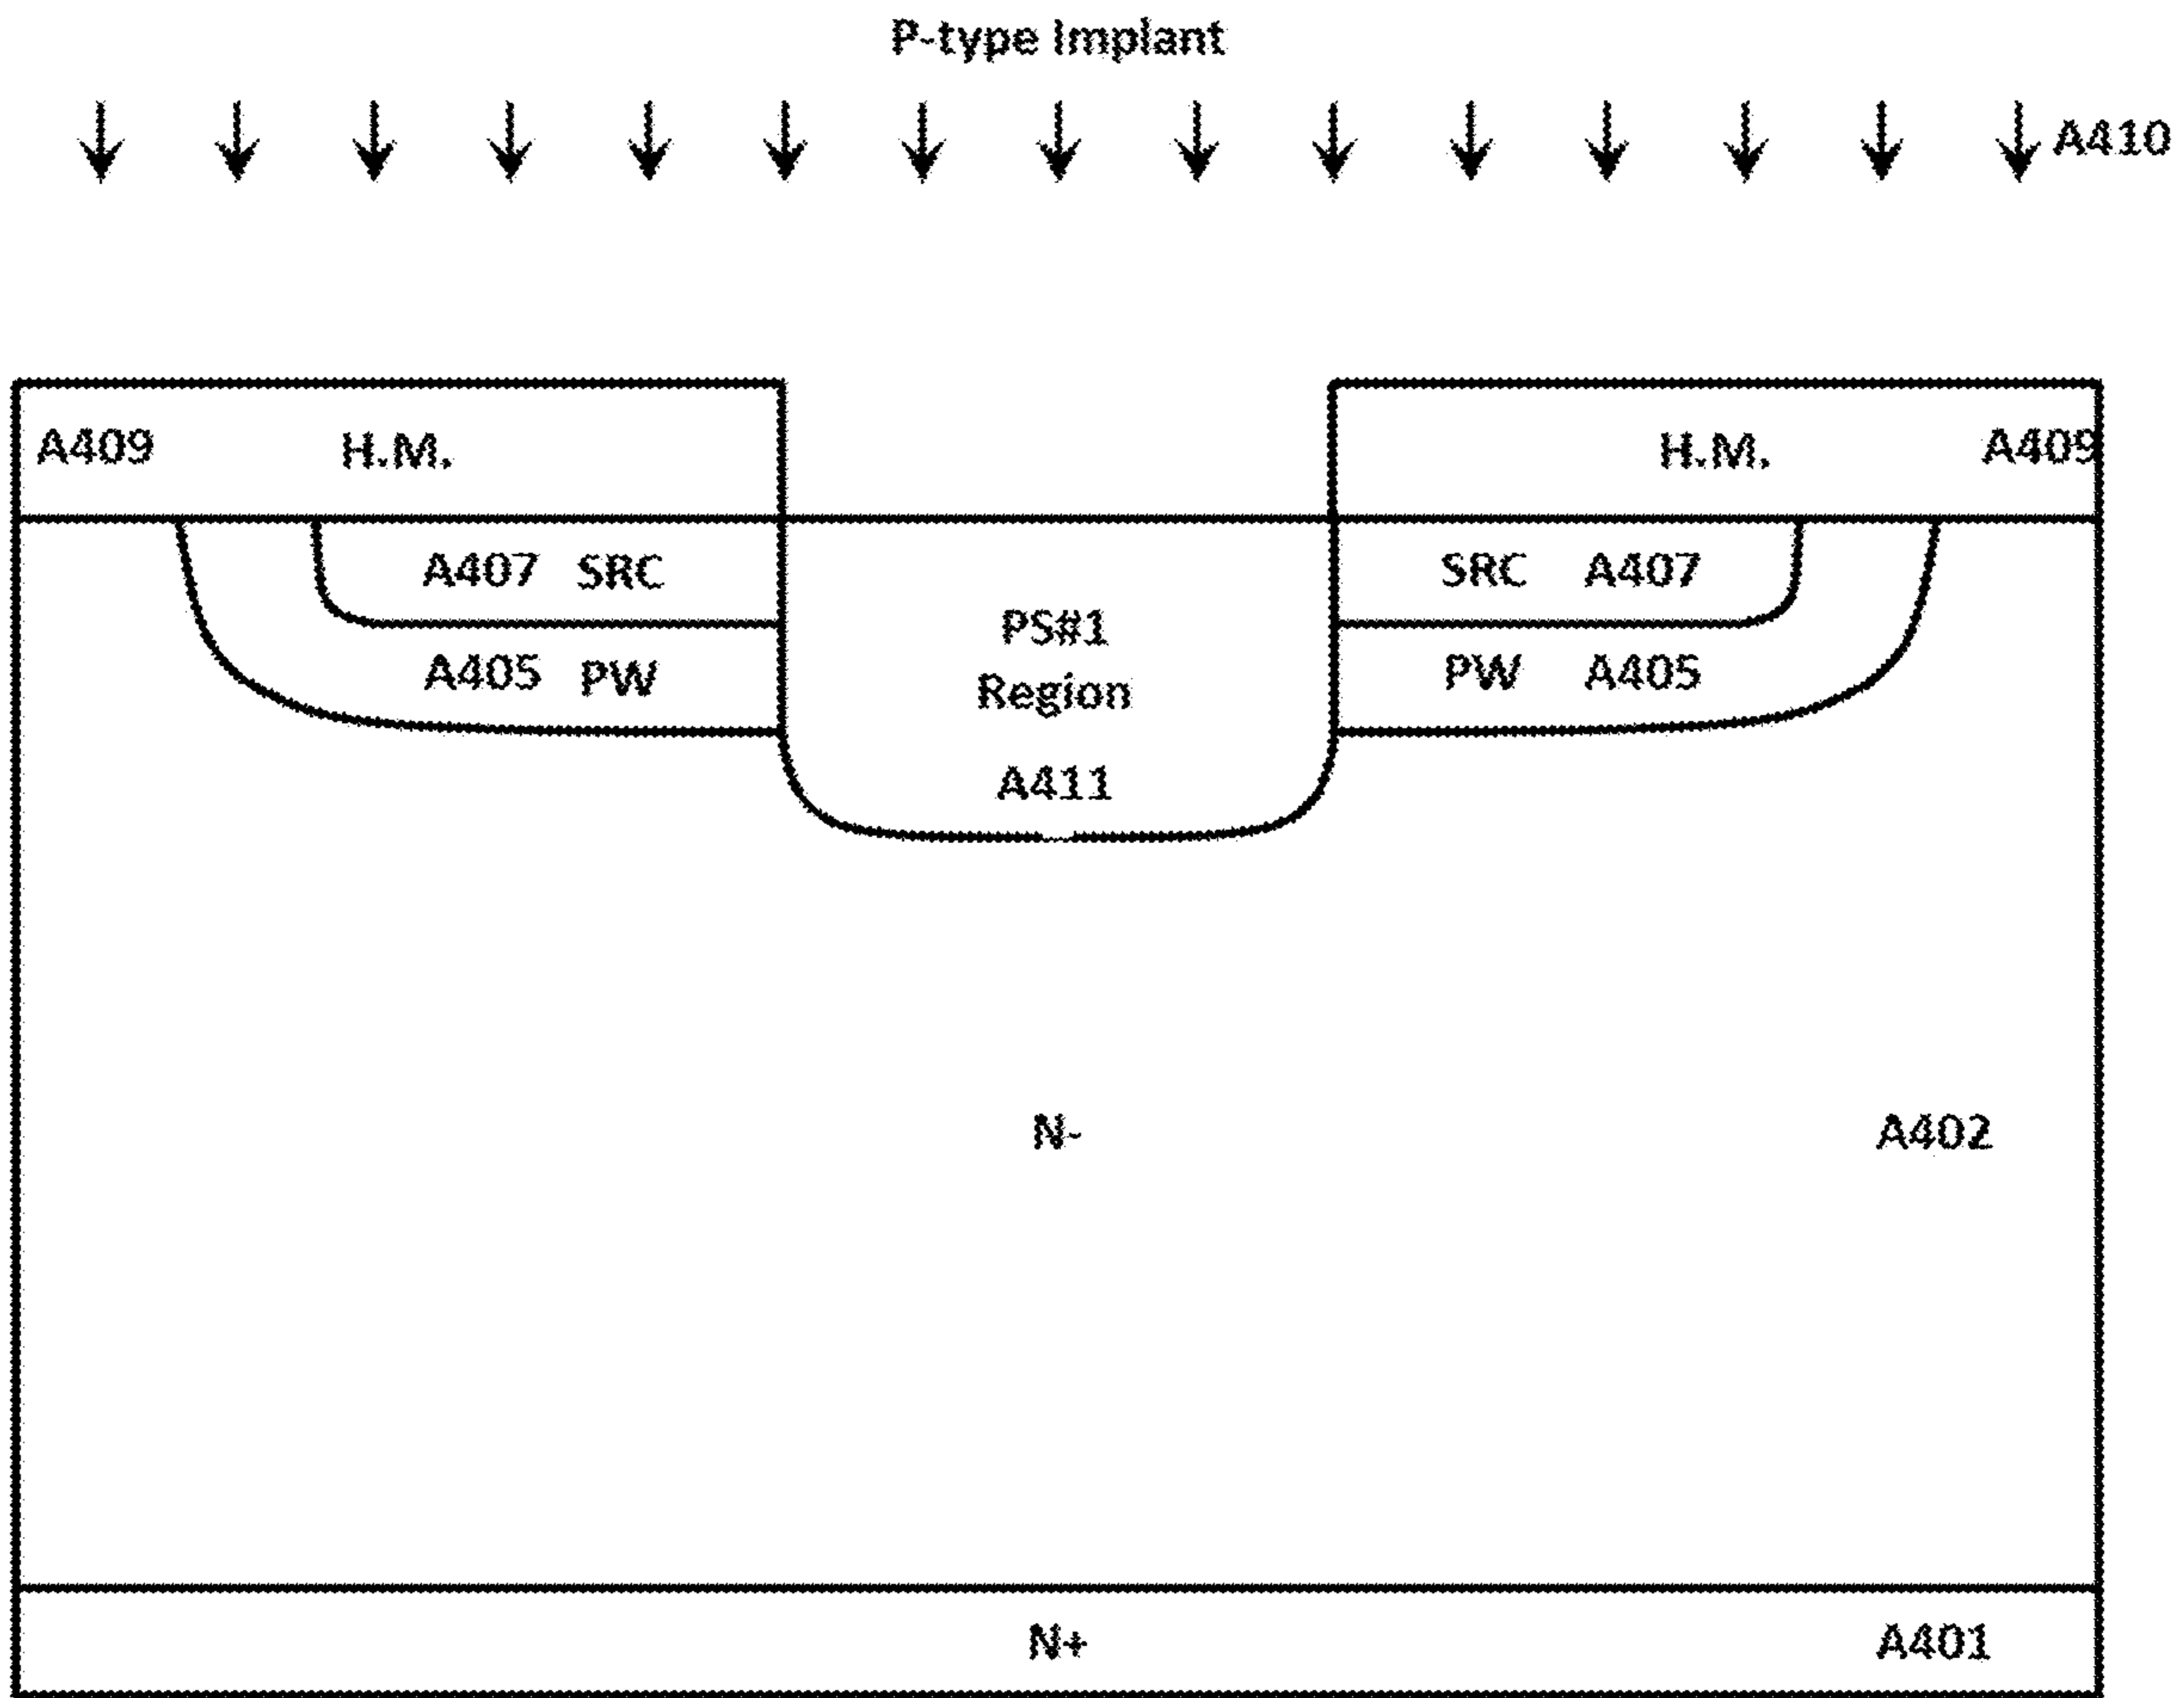 P-type Implant
A410
A409 H.M. H.M. A409
A407 SRC SRC A407
PS#1
A405 PW Region PW A405
A411
N- A402
N+ A401